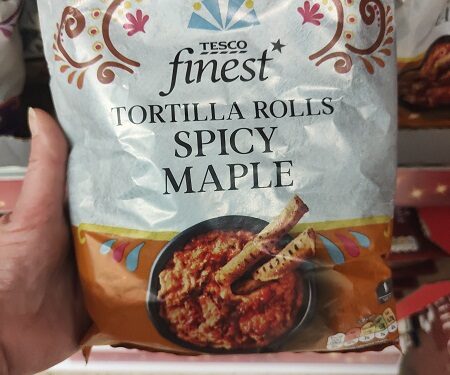 TESCO
finest*
TORTILLA ROLLS
SPICY
MAPLE